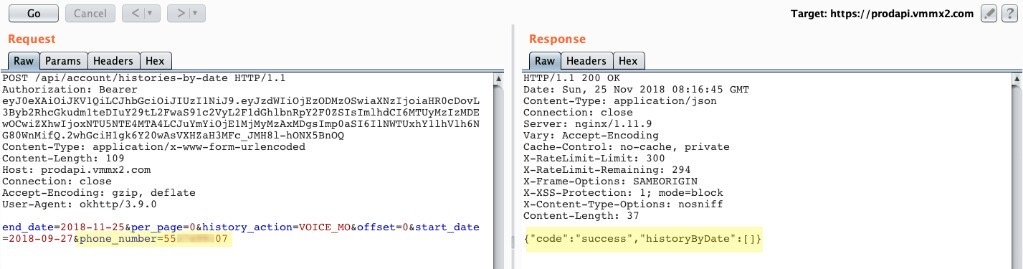 Go
Cancel
<
>
Target: https://prodapi.vmmx2.com
?
Request
Raw Params Headers Hex
POST /api/account/histories-by-date HTTP/1.1
Authorization: Bearer
Content-Type: application/x-www-form-urlencoded
Content-Length: 109
Host: prodapi.vmmx2.com
Connection: close
Accept-Encoding: gzip, deflate
User-Agent: okhttp/3.9.0
end_date=2018-11-25&per_page=0&history_action=VOICE_MO&offset=0&start_date
=2018-09-27&phone_number=55 07
Response
Raw Headers Hex
HTTP/1.1 200 OK
Date: Sun, 25 Nov 2018 08:16:45 GMT
Content-Type: application/json
Connection: close
Server: nginx/1.11.9
Vary: Accept-Encoding
Cache-Control: no-cache, private
X-RateLimit-Limit: 300
X-RateLimit-Remaining: 294
X-Frame-Options: SAMEORIGIN
X-XSS-Protection: 1; mode=block
X-Content-Type-Options: nosniff
Content-Length: 37
{"code":"success","historyByDate":[]}